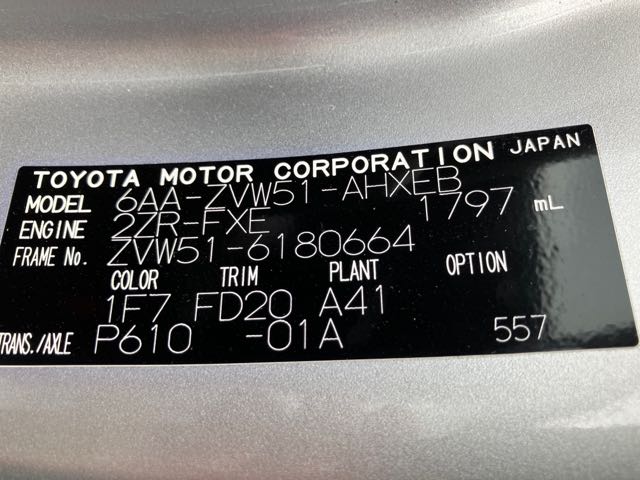 TOYOTA MOTOR CORPORATION JAPAN
MODEL 6AA-ZVW51-AHXEB
ENGINE 2ZR-FXE 1797 mL
FRAME No. ZVW51-6180664
COLOR TRIM PLANT OPTION
1F7 FD20 A41
TRANS./AXLE P610 -01A 557